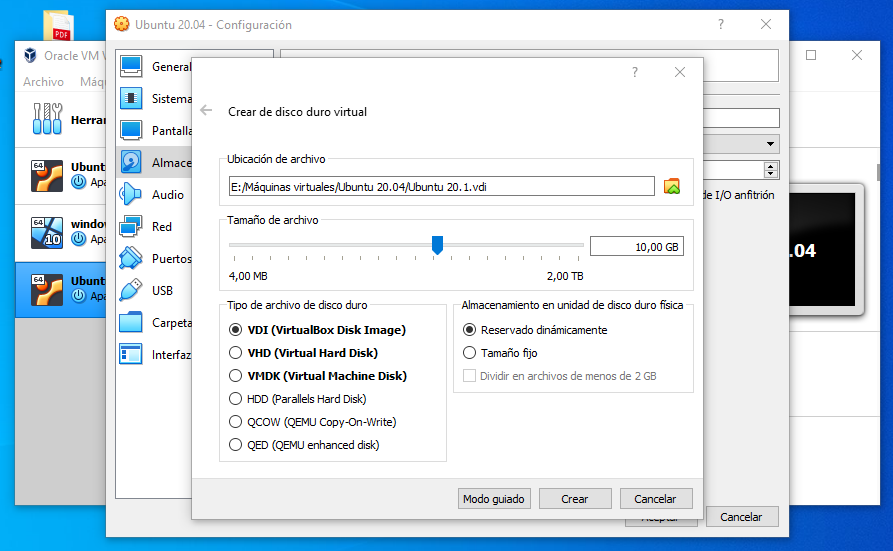 PDF
Ubuntu 20.04 - Configuración
?
Oracle VM V
Archivo
Máqu
Herrar
64
Ubunt
Apa
64
10
window
Apa
64
Ubunt
Apa
General
Sistema
Pantalla
Almace
Audio
Red
Puertos
USB
Carpeta
Interfaz
de I/O anfitrión
.04
?
Crear de disco duro virtual
Ubicación de archivo
E:/Máquinas virtuales/Ubuntu 20.04/Ubuntu 20.1.vdi
Tamaño de archivo
10,00 GB
4,00 MB
2,00 TB
Tipo de archivo de disco duro
VDI (VirtualBox Disk Image)
VHD (Virtual Hard Disk)
VMDK (Virtual Machine Disk)
HDD (Parallels Hard Disk)
QCOW (QEMU Copy-On-Write)
QED (QEMU enhanced disk)
Almacenamiento en unidad de disco duro física
Reservado dinámicamente
Tamaño fijo
Dividir en archivos de menos de 2 GB
Modo guiado
Crear
Cancelar
Aceptar
Cancelar